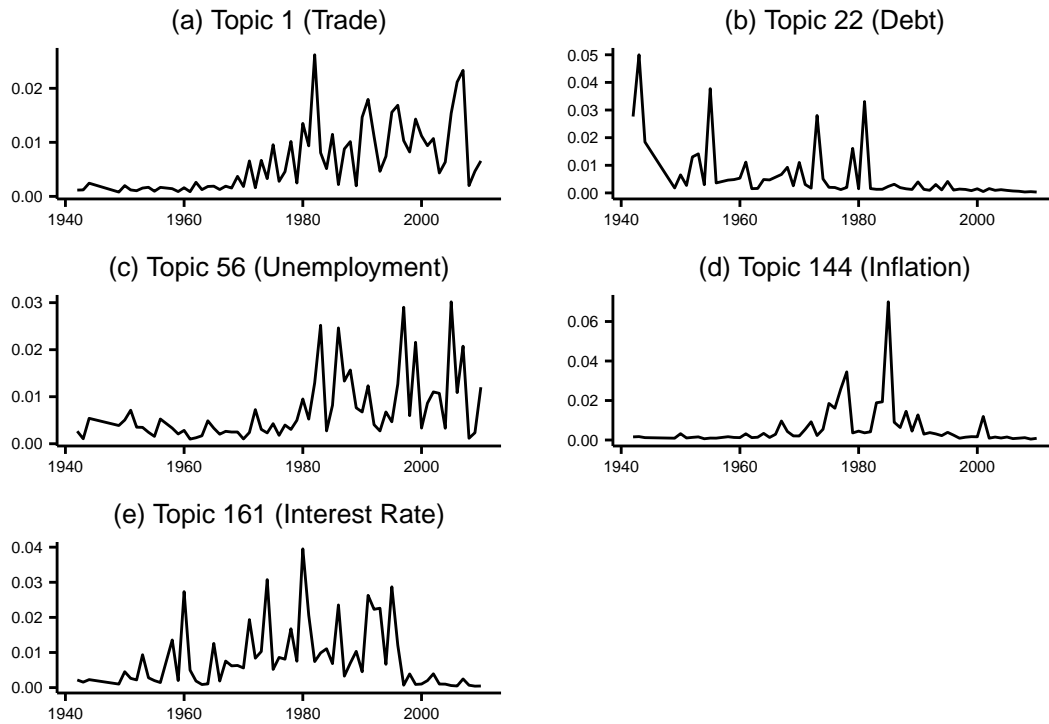 (a) Topic 1 (Trade)
0.02
0.01
0.00
1940 1960 1980 2000
(b) Topic 22 (Debt)
0.05
0.04
0.03
0.02
0.01
0.00
1940 1960 1980 2000
(c) Topic 56 (Unemployment)
0.03
0.02
0.01
0.00
1940 1960 1980 2000
(d) Topic 144 (Inflation)
0.06
0.04
0.02
0.00
1940 1960 1980 2000
(e) Topic 161 (Interest Rate)
0.04
0.03
0.02
0.01
0.00
1940 1960 1980 2000